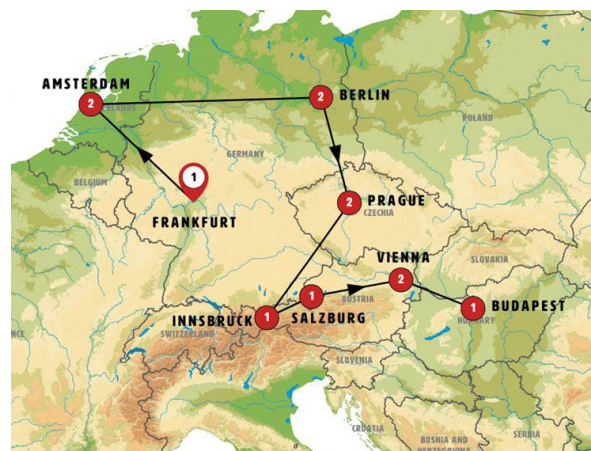 AMSTERDAM
2
2
BERLIN
POLAND
GERMANY
BELGIUM
1
FRANKFURT
2
PRAGUE
CZECHIA
VIENNA
SLOVAKIA
2
1
AUSTRIA
INNSBRUCK
1
SALZBURG
1
BUDAPEST
HUNGARY
SWITZERLAND
SLOVENIA
CROATIA
BOSNIA AND
HERZEGOVINA
SERBIA